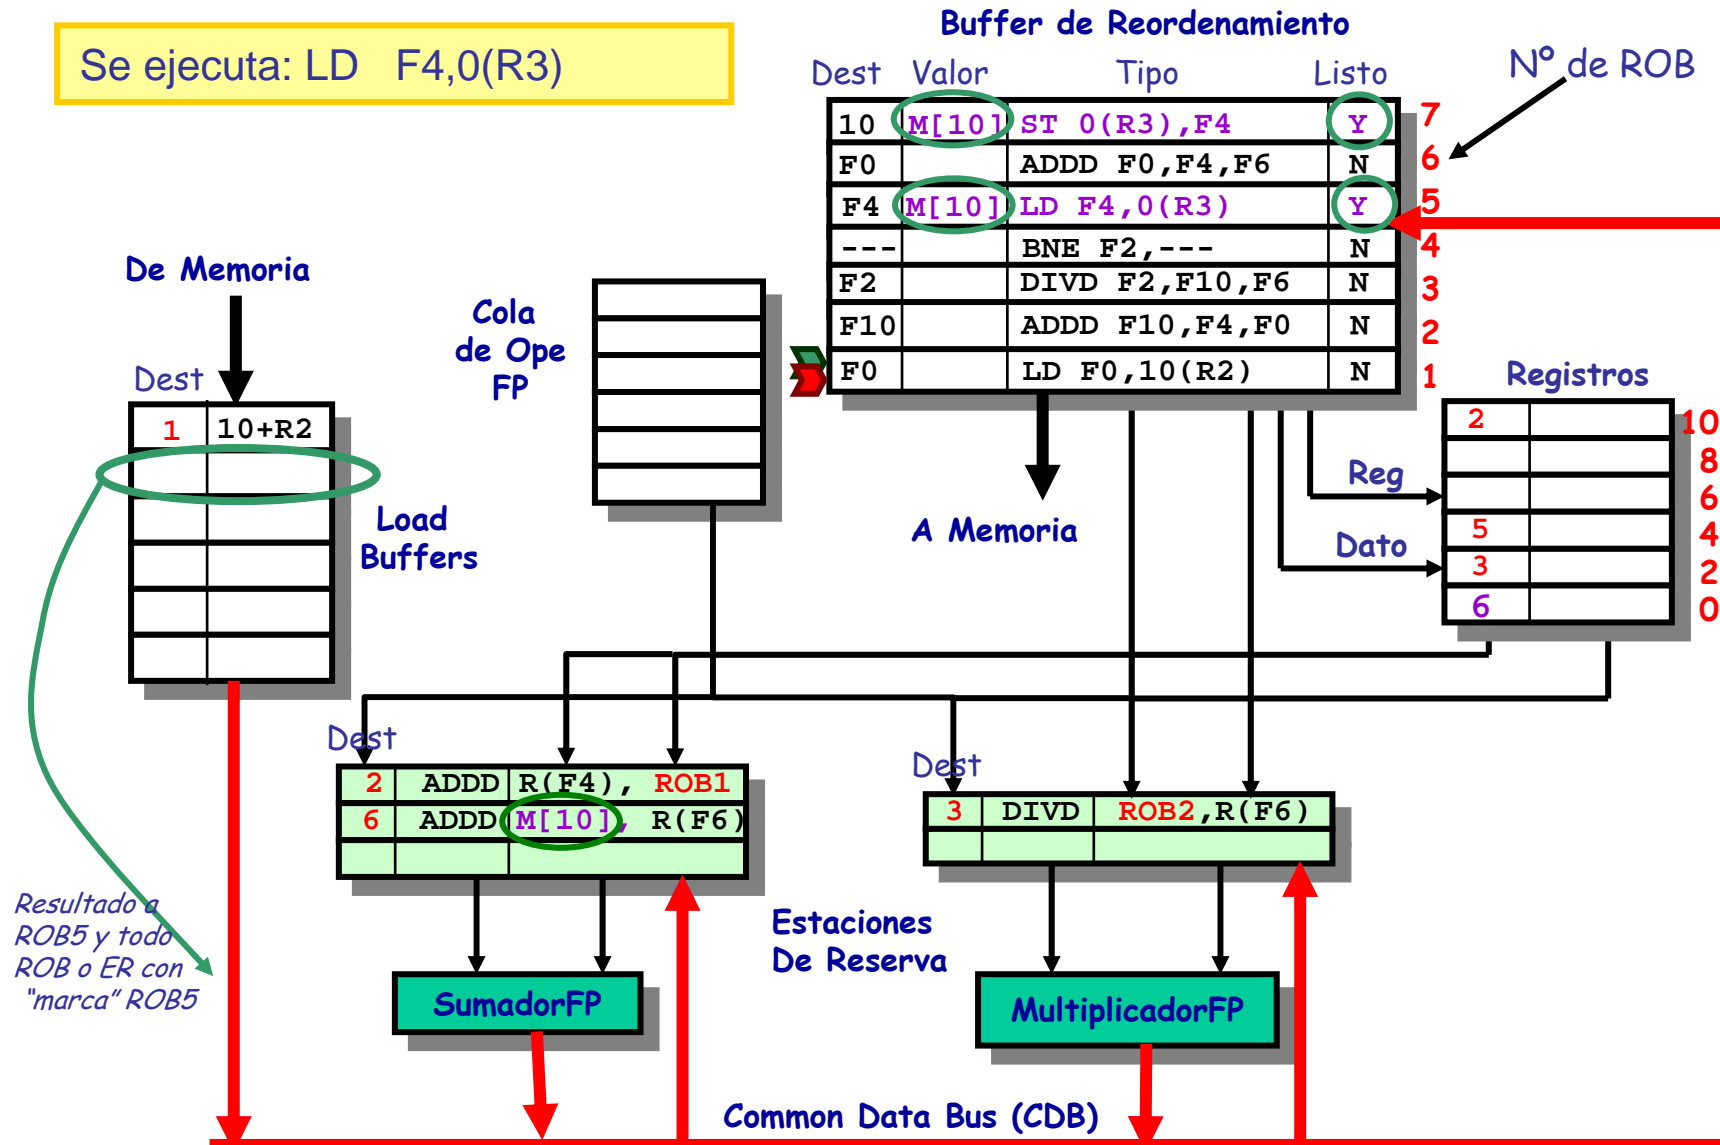 Buffer de Reordenamiento
Se ejecuta: LD F4,0(R3)
Dest Valor Tipo Listo
Nº de ROB
10 M[10] ST 0(R3),F4 Y 7
F0 ADDD F0,F4,F6 N 6
F4 M[10] LD F4,0(R3) Y 5
--- BNE F2,--- N 4
F2 DIVD F2,F10,F6 N 3
F10 ADDD F10,F4,F0 N 2
F0 LD F0,10(R2) N 1
De Memoria
Cola
de Ope
FP
Dest
1 10+R2
Load
Buffers
A Memoria
Registros
2 10
8
6
5 4
3 2
6 0
Reg
Dato
Dest
2 ADDD R(F4), ROB1
6 ADDD M[10], R(F6)
Dest
3 DIVD ROB2,R(F6)
Resultado a
ROB5 y todo
ROB o ER con
"marca" ROB5
Estaciones
De Reserva
SumadorFP
MultiplicadorFP
Common Data Bus (CDB)